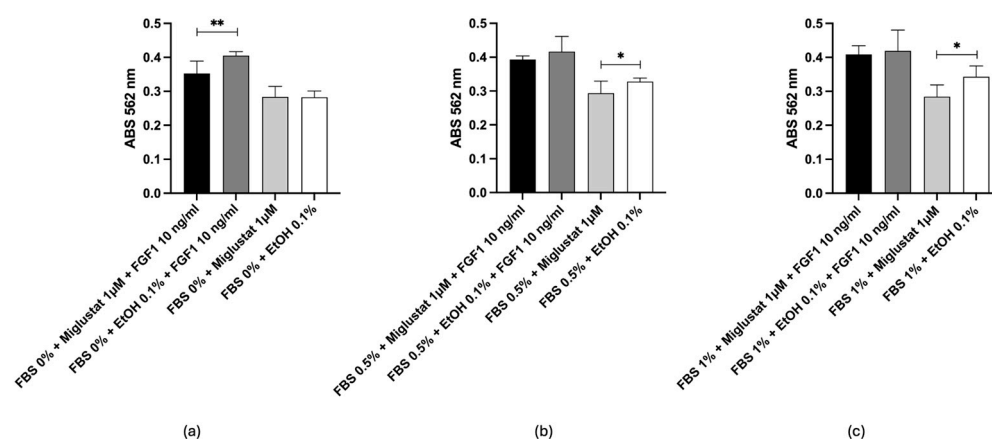 ABS 562 nm
0.5
0.4
0.3
0.2
0.1
0.0
**
FBS 0% + Miglustat 1µM + FGF1 10 ng/ml
FBS 0% + EtOH 0.1% + FGF1 10 ng/ml
FBS 0% + Miglustat 1µM
FBS 0% + EtOH 0.1%
(a)
ABS 562 nm
0.5
0.4
0.3
0.2
0.1
0.0
*
FBS 0.5% + Miglustat 1µM + FGF1 10 ng/ml
FBS 0.5% + EtOH 0.1% + FGF1 10 ng/ml
FBS 0.5% + Miglustat 1µM
FBS 0.5% + EtOH 0.1%
(b)
ABS 562 nm
0.5
0.4
0.3
0.2
0.1
0.0
*
FBS 1% + Miglustat 1µM + FGF1 10 ng/ml
FBS 1% + EtOH 0.1% + FGF1 10 ng/ml
FBS 1% + Miglustat 1µM
FBS 1% + EtOH 0.1%
(c)